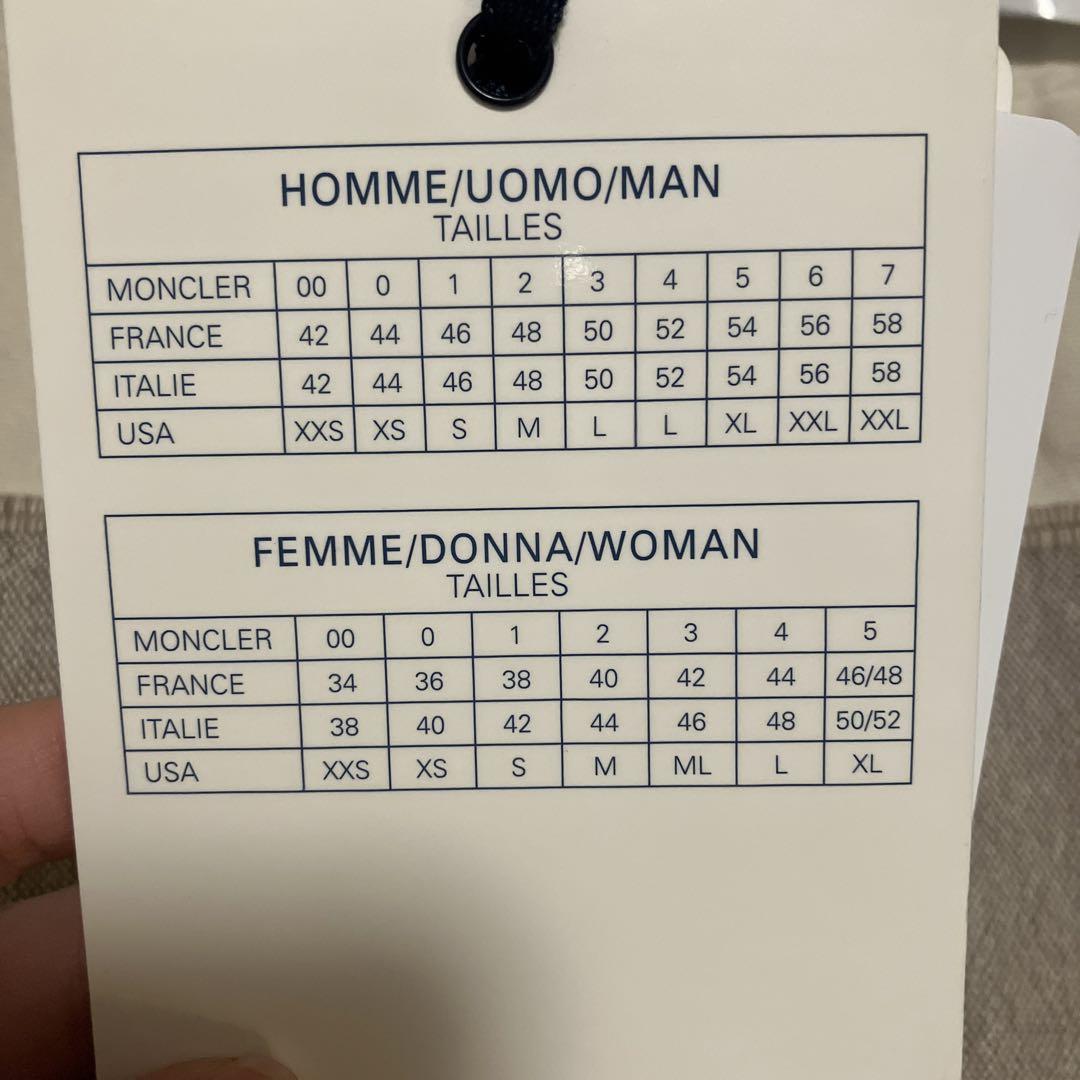 HOMME/UOMO/MAN
TAILLES
MONCLER 00 0 1 2 3 4 5 6 7
FRANCE 42 44 46 48 50 52 54 56 58
ITALIE 42 44 46 48 50 52 54 56 58
USA XXS XS S M L L XL XXL XXL
FEMME/DONNA/WOMAN
TAILLES
MONCLER 00 0 1 2 3 4 5
FRANCE 34 36 38 40 42 44 46/48
ITALIE 38 40 42 44 46 48 50/52
USA XXS XS S M ML L XL